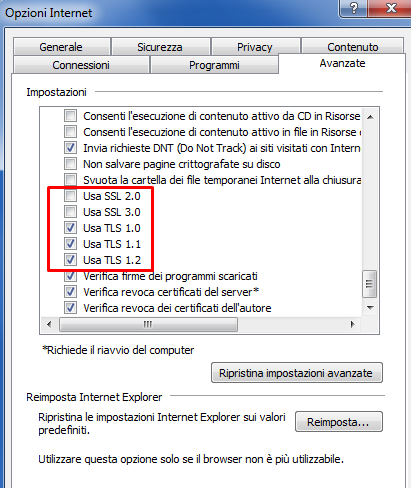 Opzioni Internet
?
Generale Sicurezza Privacy Contenuto
Connessioni Programmi Avanzate
Impostazioni
Consenti l'esecuzione di contenuto attivo da CD in Risorse
Consenti l'esecuzione di contenuto attivo in file in Risorse
Invia richieste DNT (Do Not Track) ai siti visitati con Intern
Non salvare pagine crittografate su disco
Svuota la cartella dei file temporanei Internet alla chiusura
Usa SSL 2.0
Usa SSL 3.0
Usa TLS 1.0
Usa TLS 1.1
Usa TLS 1.2
Verifica firme dei programmi scaricati
Verifica revoca certificati del server*
Verifica revoca dei certificati dell'autore
*Richiede il riavvio del computer
Ripristina impostazioni avanzate
Reimposta Internet Explorer
Ripristina le impostazioni Internet Explorer sui valori
predefiniti.
Reimposta...
Utilizzare questa opzione solo se il browser non è più utilizzabile.